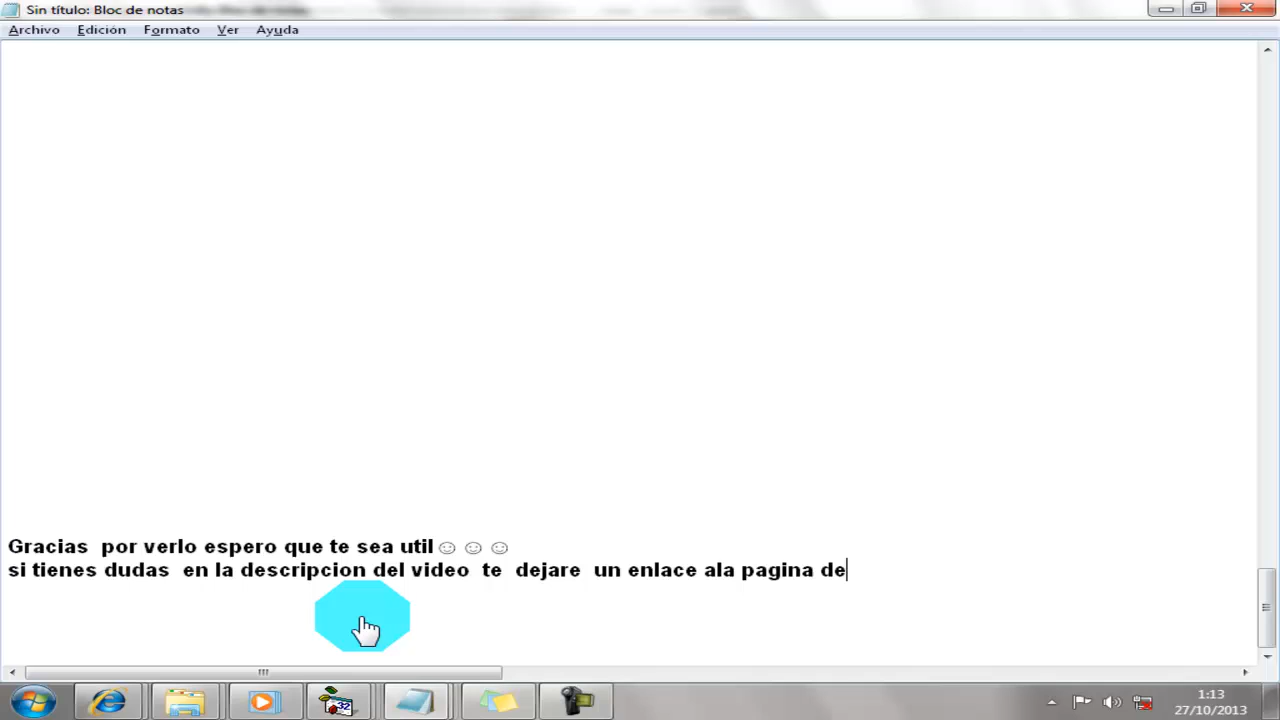 Sin título: Bloc de notas
Archivo Edición Formato Ver Ayuda
Gracias  por verlo espero que te sea util☺ ☺ ☺
si tienes dudas  en la descripcion del video  te  dejare  un enlace ala pagina de
32
1:13
27/10/2013